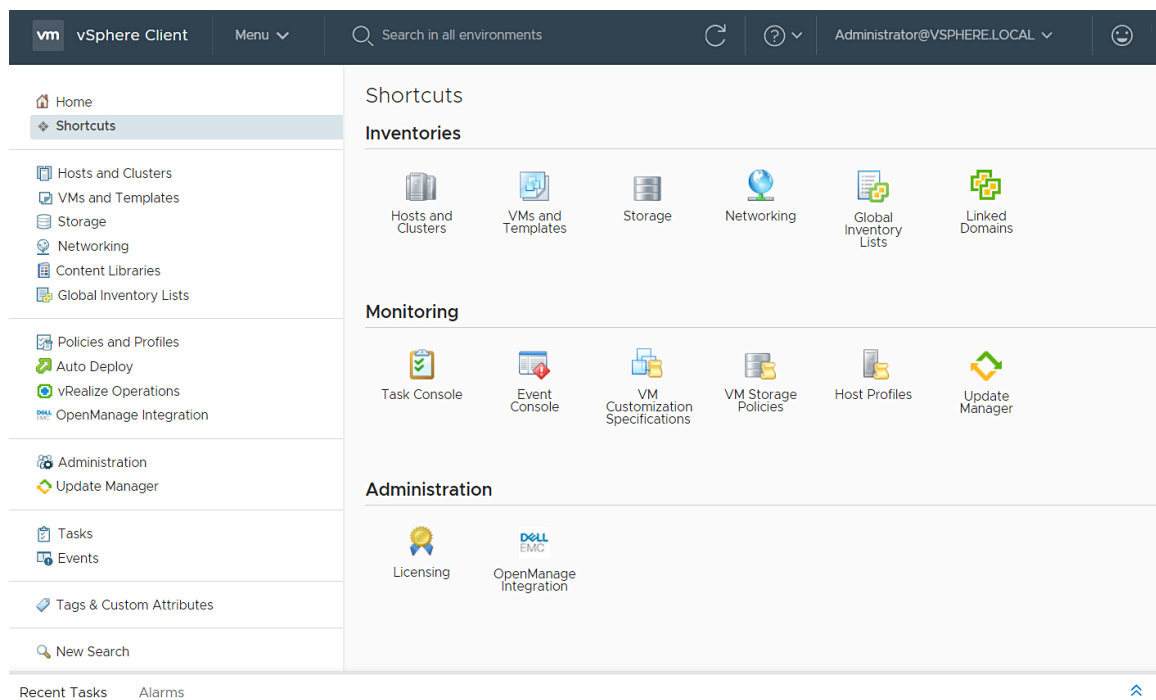 vm vSphere Client Menu Search in all environments ? Administrator@VSPHERE.LOCAL
Home
Shortcuts
Hosts and Clusters
VMs and Templates
Storage
Networking
Content Libraries
Global Inventory Lists
Policies and Profiles
Auto Deploy
vRealize Operations
DELL EMC OpenManage Integration
Administration
Update Manager
Tasks
Events
Tags & Custom Attributes
New Search
Shortcuts
Inventories
Hosts and
Clusters
VMs and
Templates
Storage
Networking
Global
Inventory
Lists
Linked
Domains
Monitoring
Task Console
Event
Console
VM
Customization
Specifications
VM Storage
Policies
Host Profiles
Update
Manager
Administration
Licensing
DELL
EMC
OpenManage
Integration
Recent Tasks Alarms